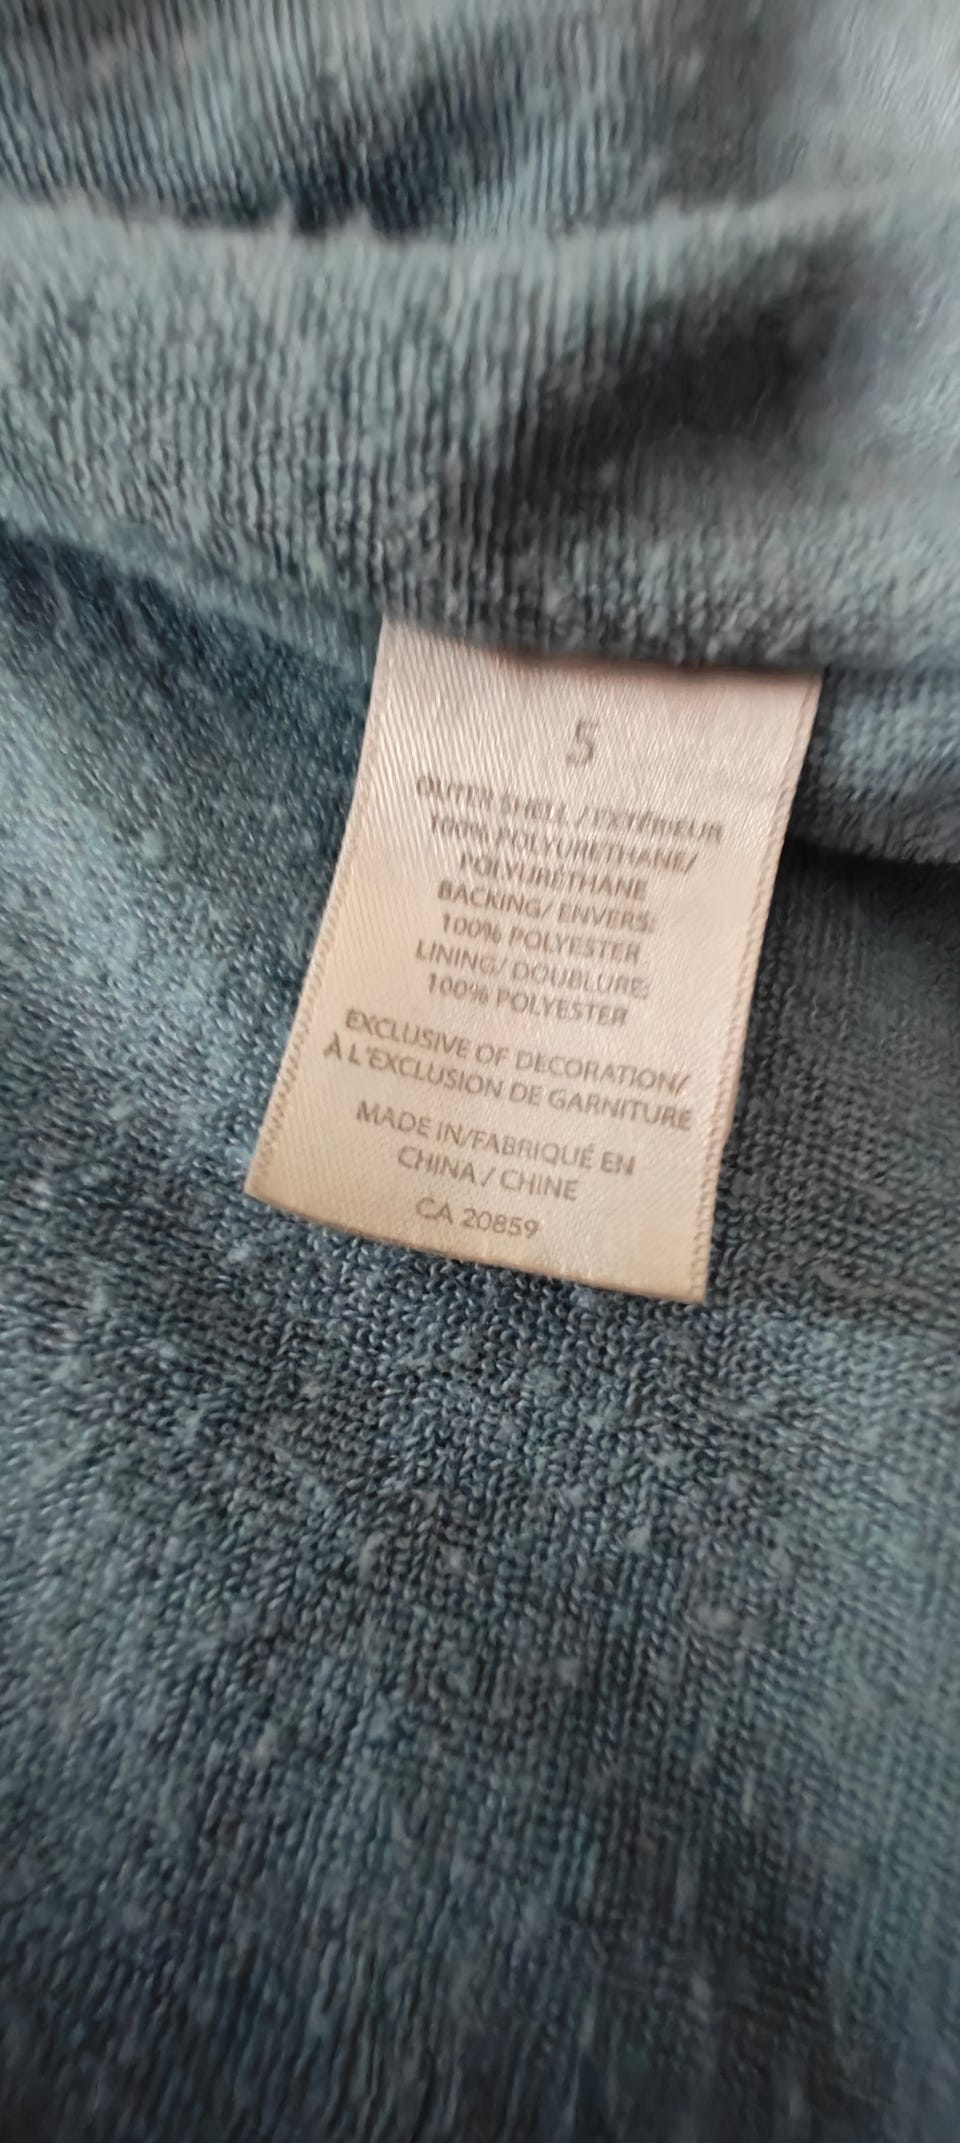 5
OUTER SHELL / EXTÉRIEUR
100% POLYURETHANE/
POLYURÉTHANE
BACKING/ ENVERS:
100% POLYESTER
LINING/ DOUBLURE:
100% POLYESTER
EXCLUSIVE OF DECORATION/
À L'EXCLUSION DE GARNITURE
MADE IN/FABRIQUÉ EN
CHINA / CHINE
CA 20859